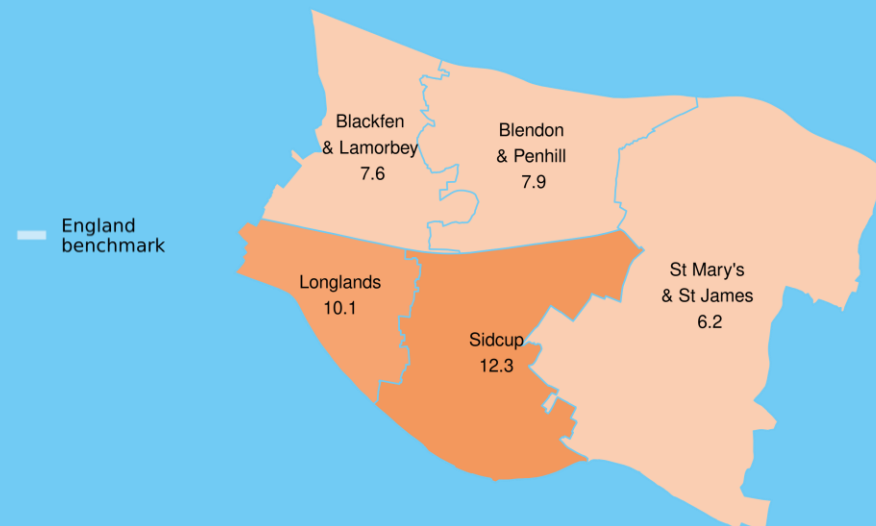 Blackfen
& Lamorbey
7.6
Blendon
& Penhill
7.9
England
benchmark
Longlands
10.1
St Mary's
& St James
6.2
Sidcup
12.3